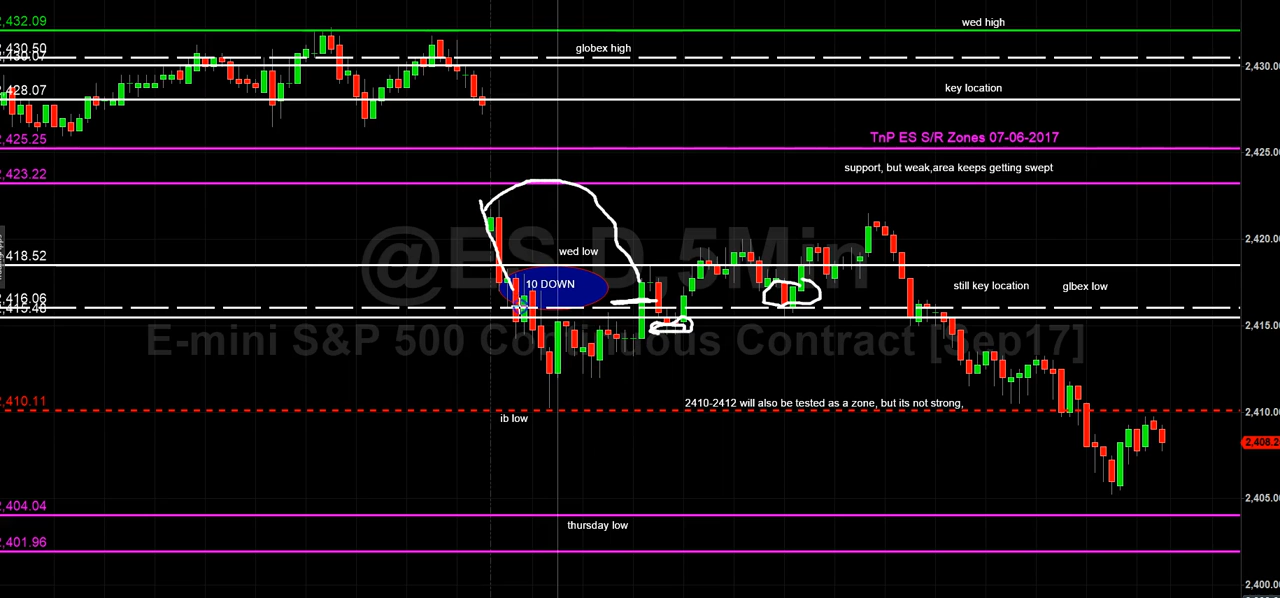 2,432.09
wed high
2,430.50
globex high
2,430.07
2,430.00
key location
2,428.07
TnP ES S/R Zones 07-06-2017
2,425.25
2,425.00
support, but weak,area keeps getting swept
2,423.22
2,420.00
@ES.D,5Min
wed low
2,418.52
10 DOWN
still key location
glbex low
2,416.06
2,415.00
E-mini S&P 500 Continuous Contract [Sep17]
2,410.11
2410-2412 will also be tested as a zone, but its not strong,
2,410.00
ib low
2,408.2
2,404.04
2,405.00
thursday low
2,401.96
2,400.00